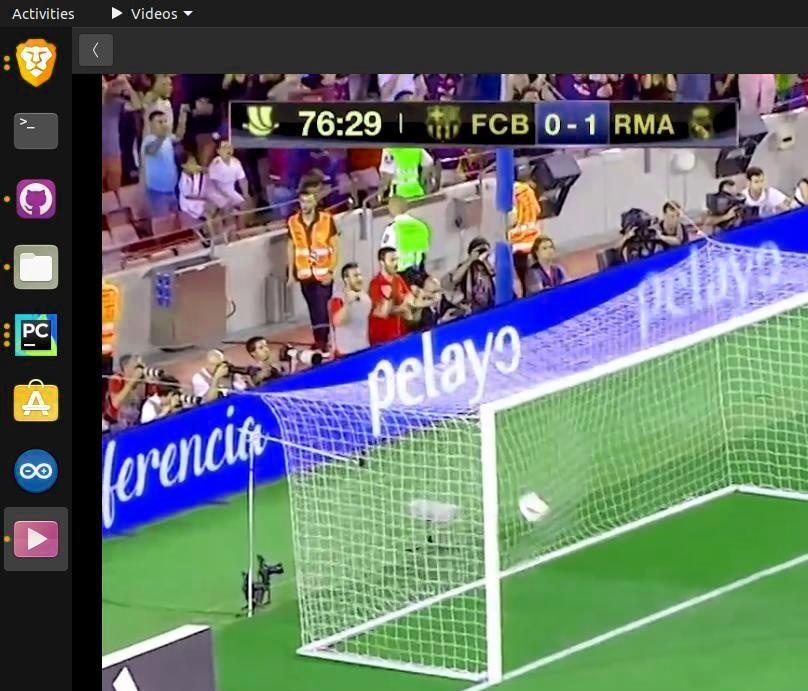 Activities
Videos
76:29 | FCB 0-1 RMA
>_
PC
pelayo
pelayo
ferencia